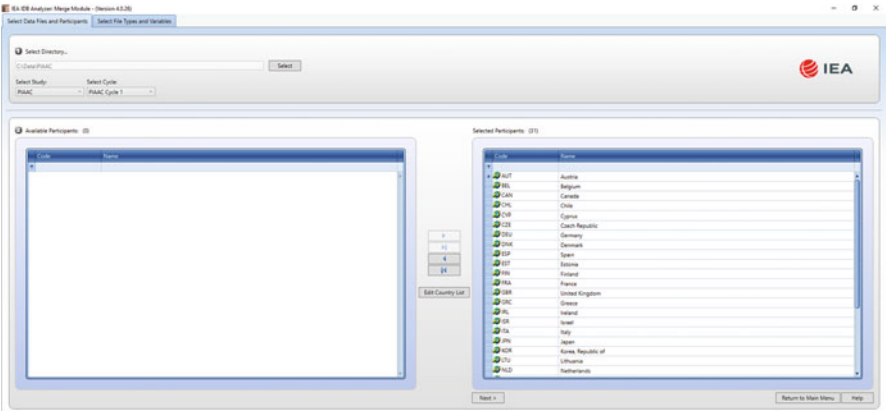 IEA IDB Analyzer: Merge Module - (Version 4.0.26)
Select Data Files and Participants Select File Types and Variables
Select Directory...
C:\Data\PIAAC Select
Select Study: Select Cycle:
PIAAC PIAAC Cycle 1
IEA
Available Participants: (0) Selected Participants: (31)
Code Name Code Name
AUT Austria
BEL Belgium
CAN Canada
CHL Chile
CYP Cyprus
CZE Czech Republic
DEU Germany
DNK Denmark
ESP Spain
EST Estonia
FIN Finland
FRA France
GBR United Kingdom
GRC Greece
IRL Ireland
ISR Israel
ITA Italy
JPN Japan
KOR Korea, Republic of
LTU Lithuania
NLD Netherlands
Edit Country List
Next > Return to Main Menu Help